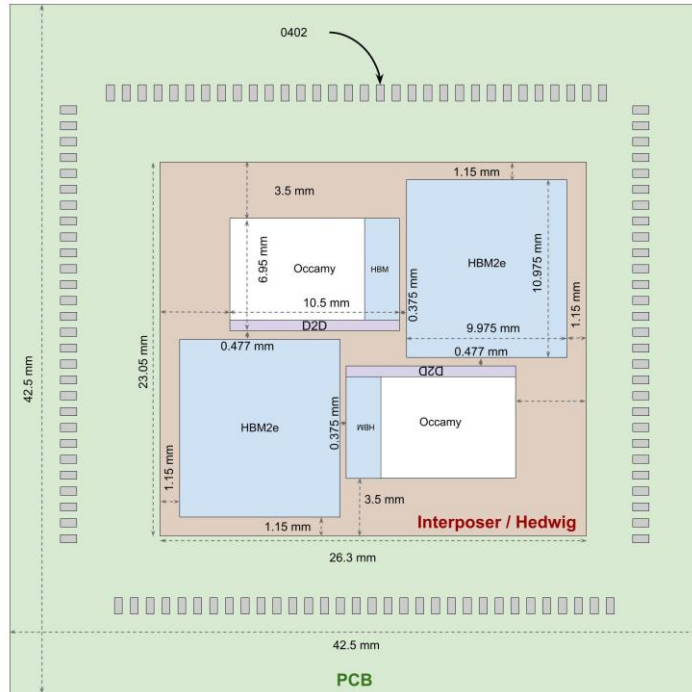 0402
1.15 mm
3.5 mm
6.95 mm
Occamy
HBM
HBM2e
10.975 mm
0.375 mm
10.5 mm
D2D
9.975 mm
1.15 mm
0.477 mm
0.477 mm
23.05 mm
42.5 mm
D2D
HBM2e
0.375 mm
HBM
Occamy
1.15 mm
3.5 mm
1.15 mm
Interposer / Hedwig
26.3 mm
42.5 mm
PCB